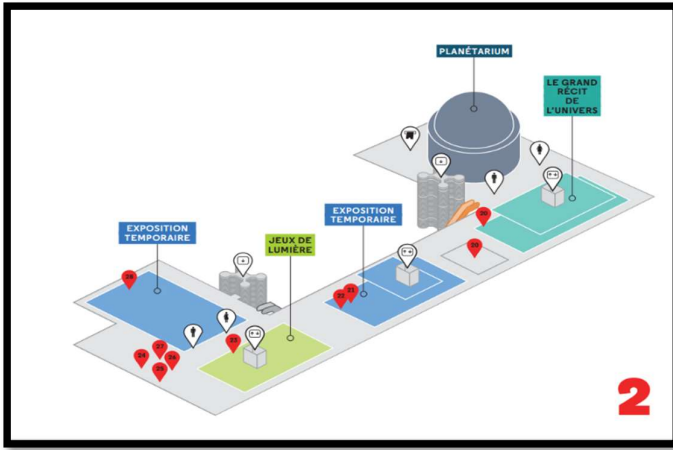 PLANÉTARIUM
LE GRAND
RÉCIT
DE
L'UNIVERS
EXPOSITION
TEMPORAIRE
EXPOSITION
TEMPORAIRE
JEUX DE
LUMIÈRE
20
28
22
21
23
27
24
26
25
2